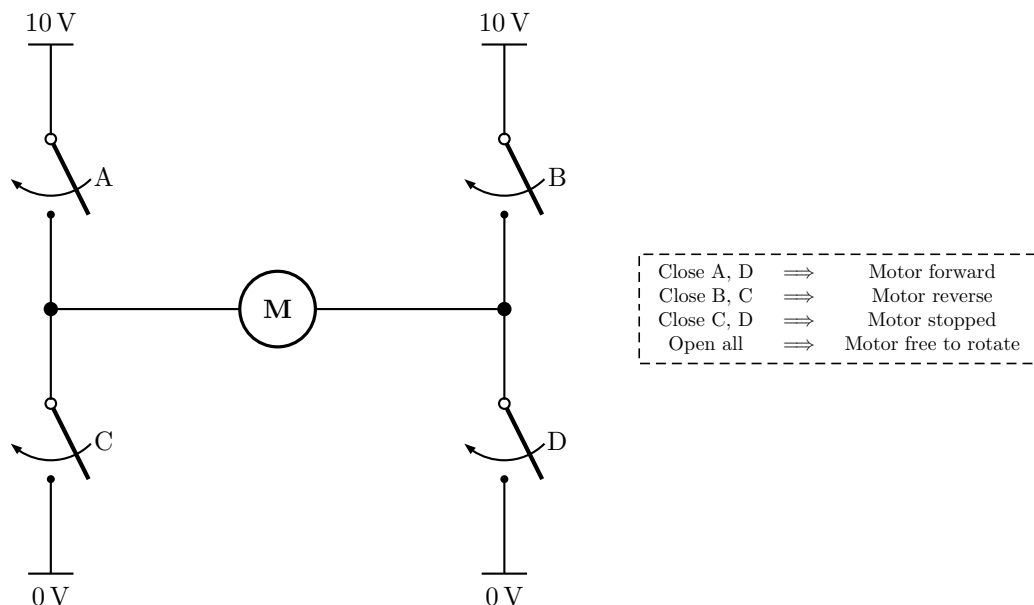 10 V
10 V
A
B
M
Close A, D ⟹ Motor forward
Close B, C ⟹ Motor reverse
Close C, D ⟹ Motor stopped
Open all ⟹ Motor free to rotate
C
D
0 V
0 V